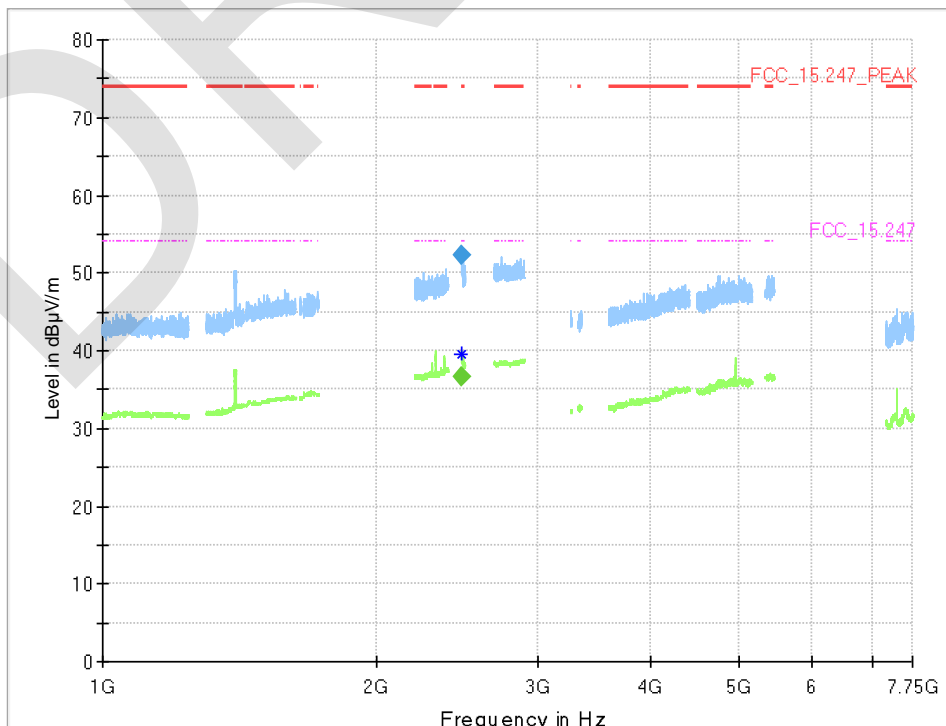 80
FCC_15.247_PEAK
70
60
FCC_15.247
50
40
30
20
10
0
Level in dBµV/m
1G
2G
3G
4G
5G
6
7.75G
Frequency in Hz